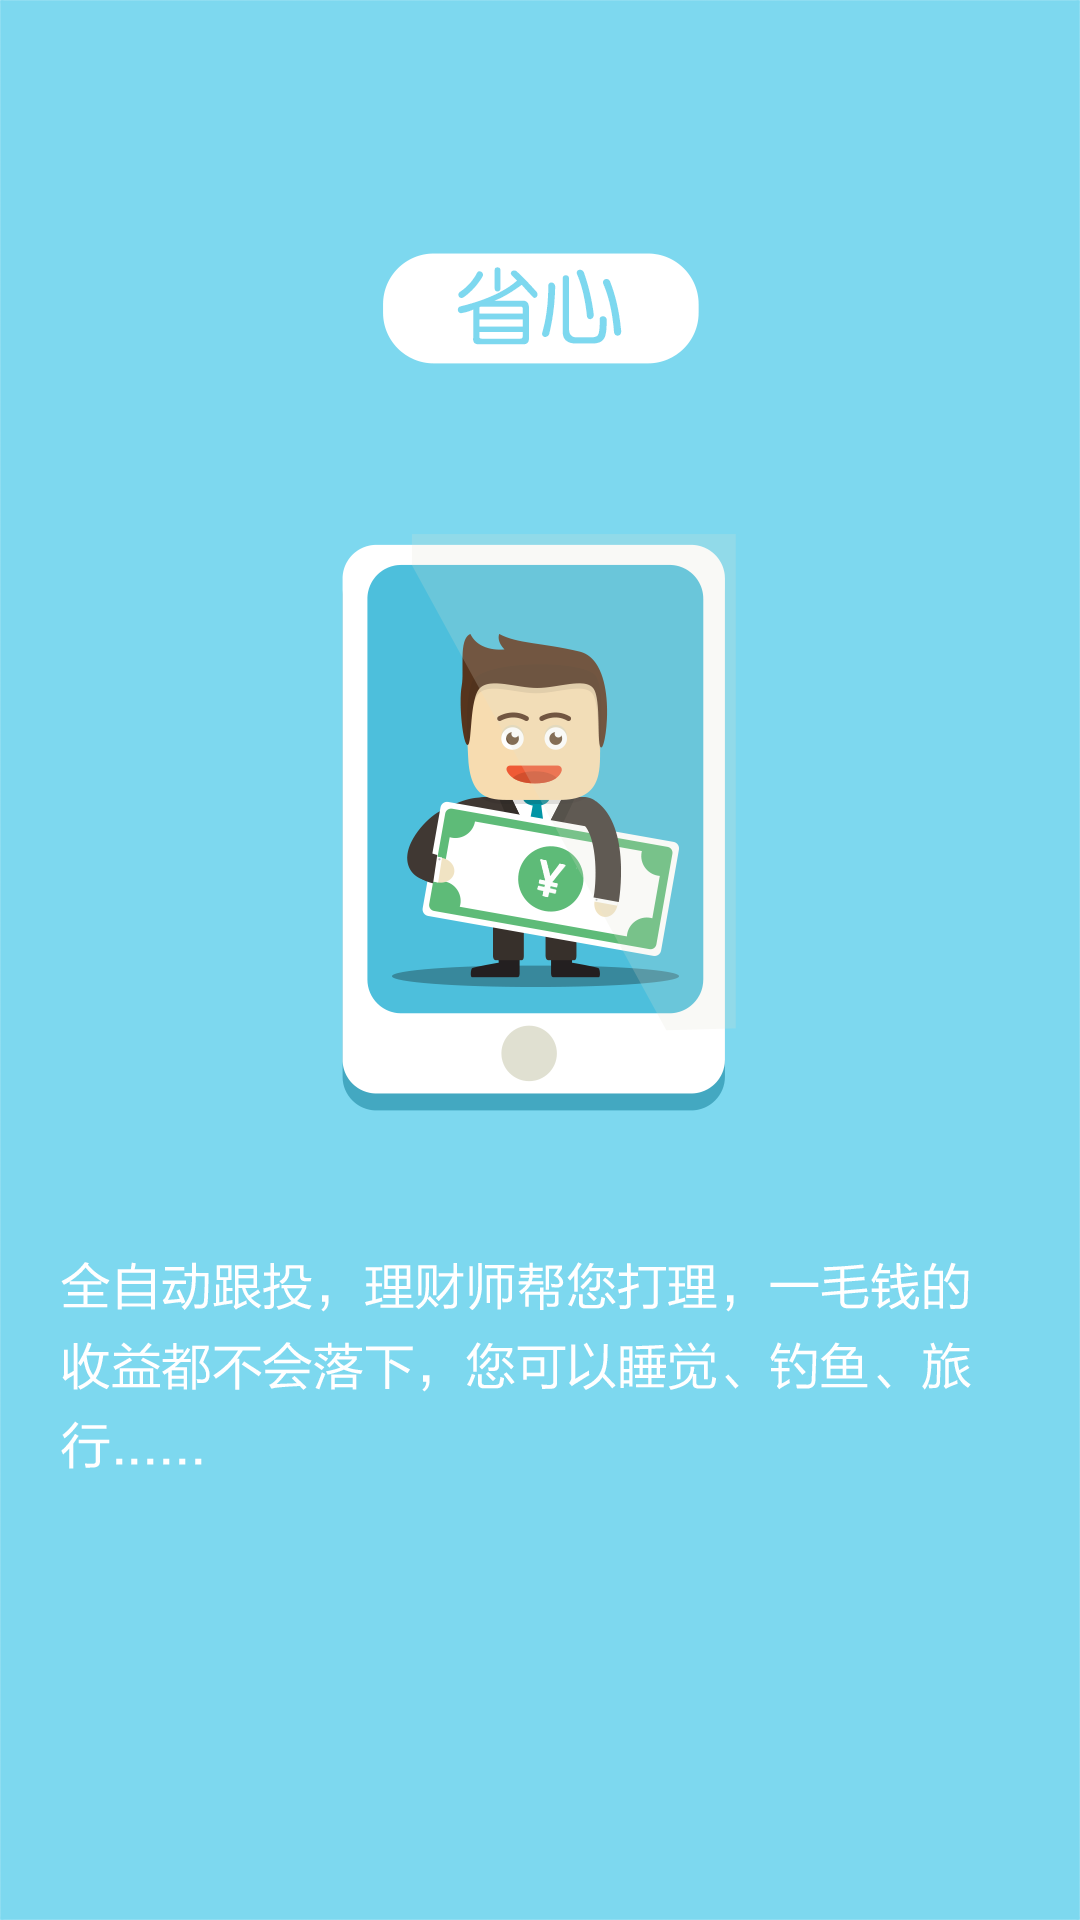 省心
¥
全自动跟投，理财师帮您打理，一毛钱的
收益都不会落下，您可以睡觉、钓鱼、旅
行......